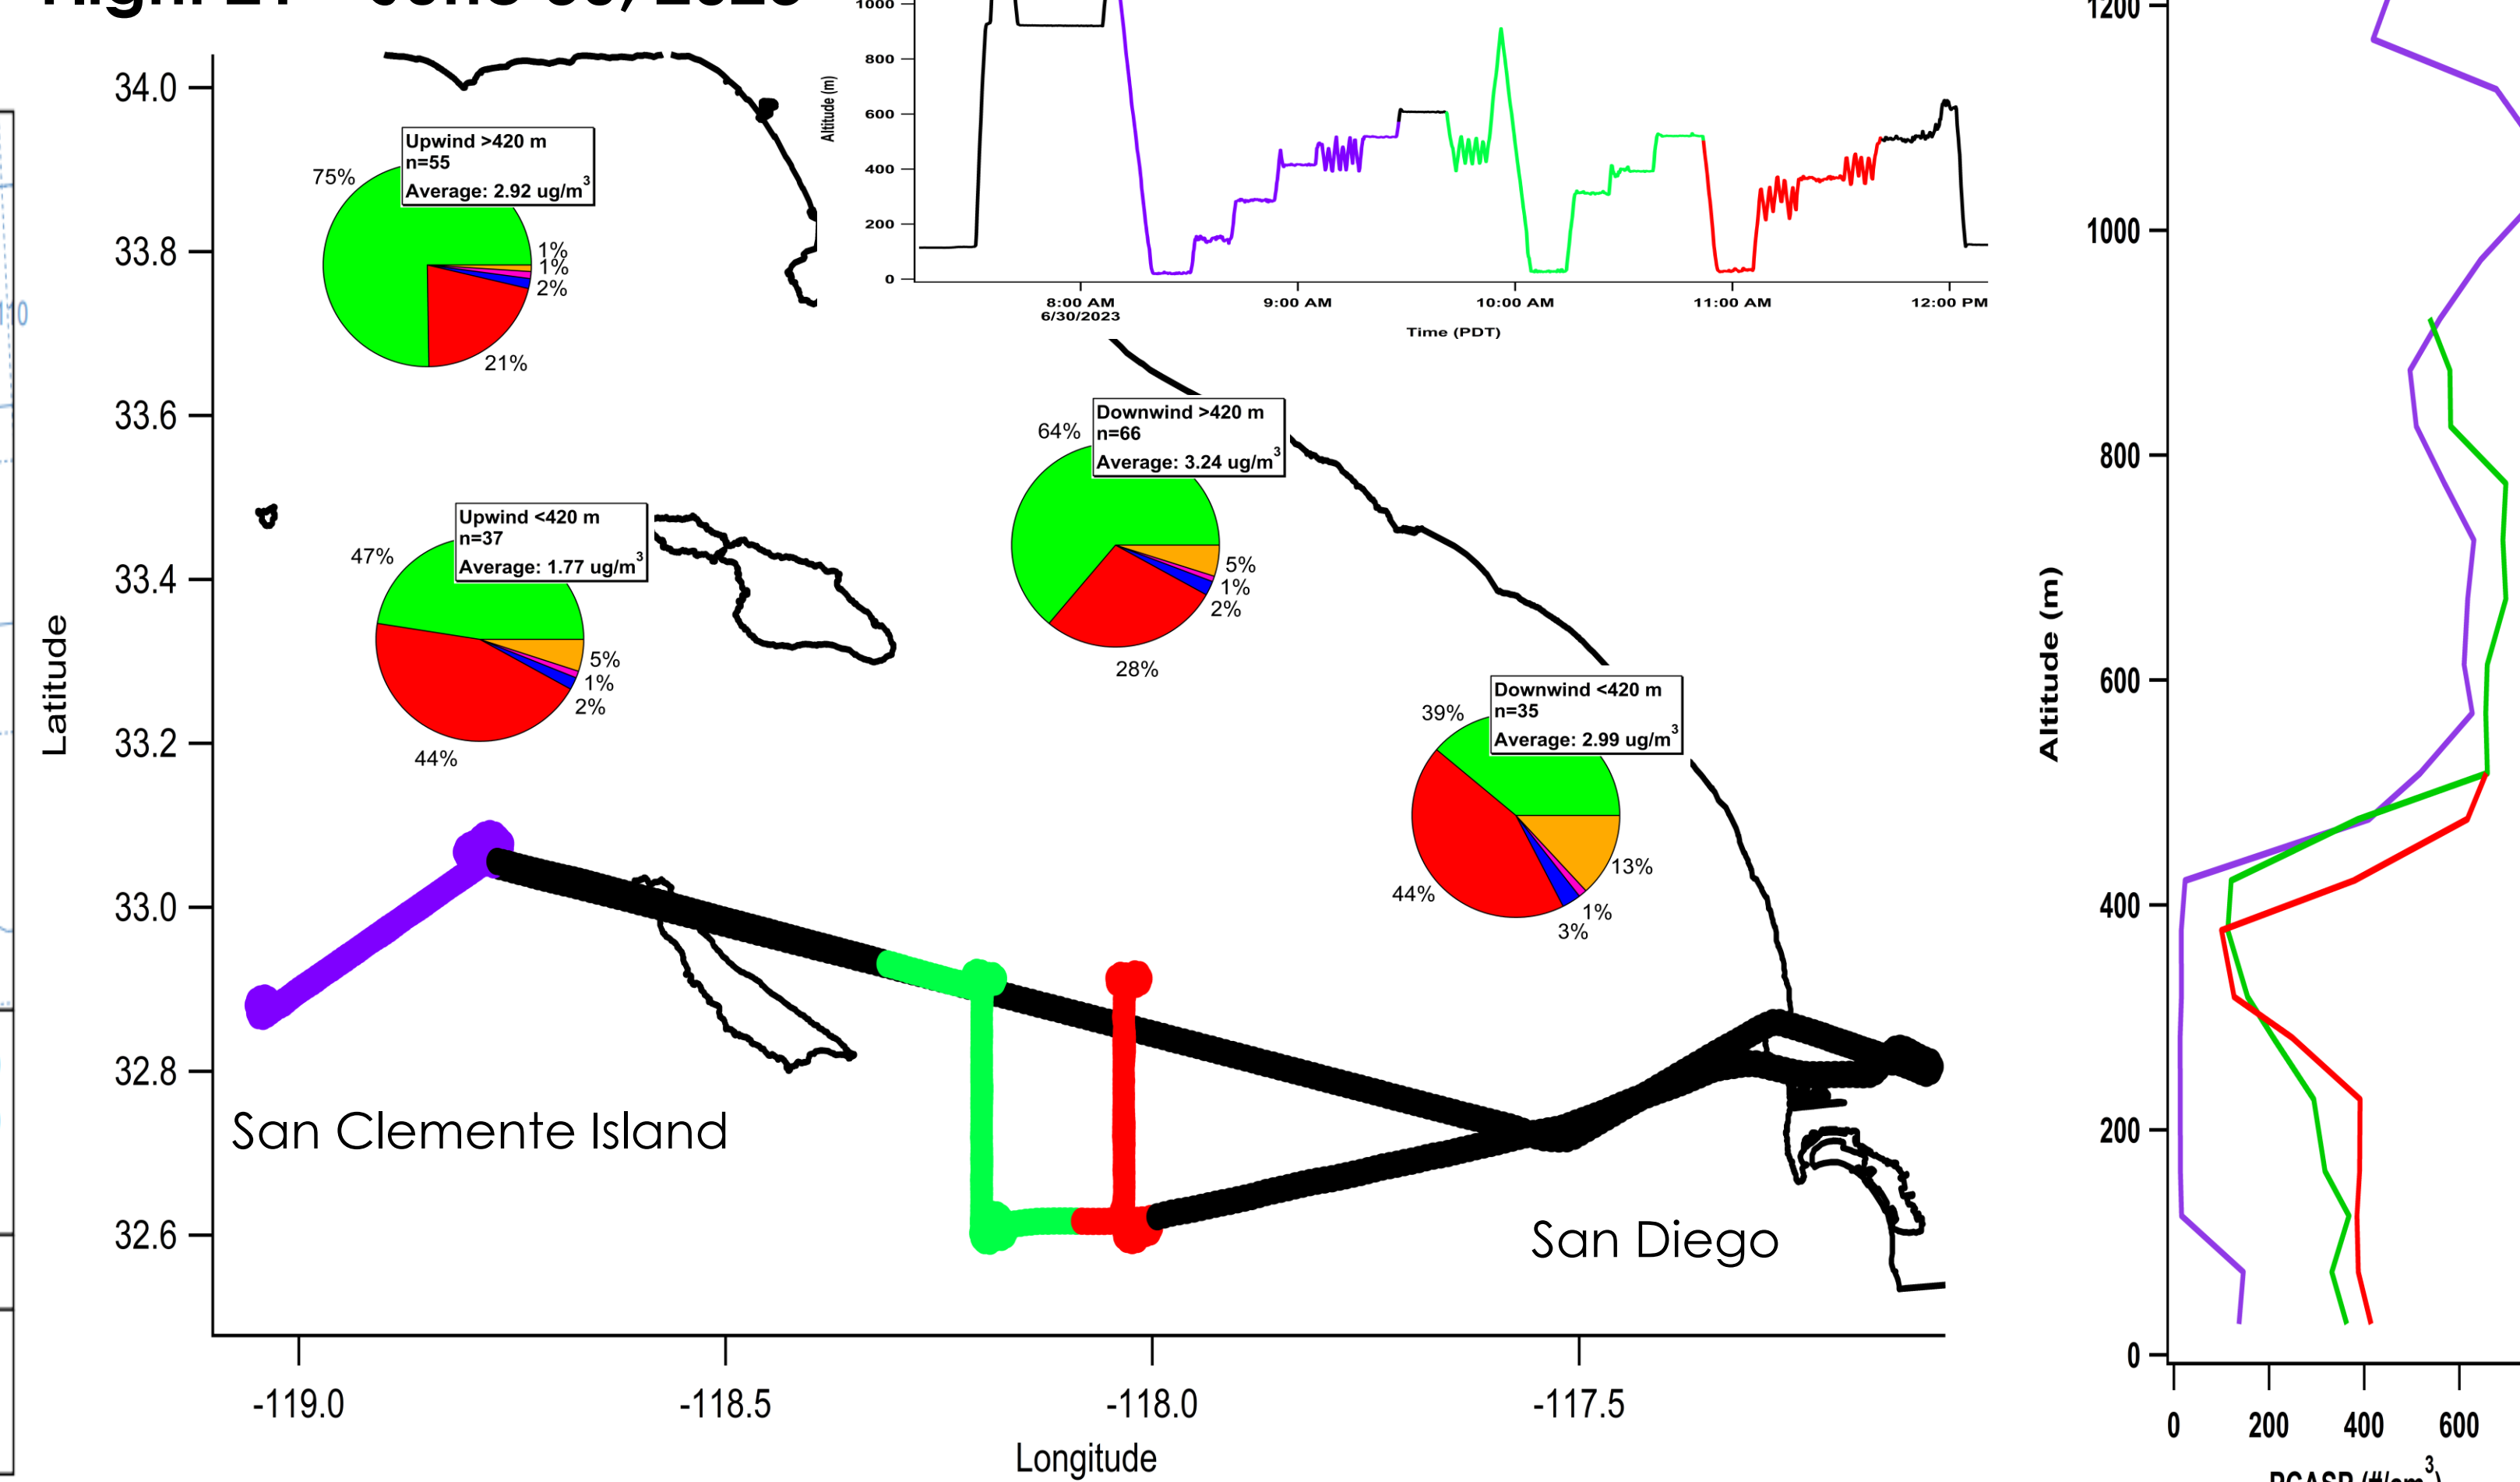 June 30, 2023
34.0
33.8
33.6
33.4
33.2
33.0
32.8
32.6
Latitude
-119.0
-118.5
-118.0
-117.5
Longitude
Upwind >420 m
n=55
Average: 2.92 ug/m3
75%
1%
1%
2%
21%
Upwind <420 m
n=37
Average: 1.77 ug/m3
47%
5%
1%
2%
44%
Downwind >420 m
n=66
Average: 3.24 ug/m3
64%
5%
1%
2%
28%
Downwind <420 m
n=35
Average: 2.99 ug/m3
39%
13%
1%
3%
44%
San Clemente Island
San Diego
1000
800
600
400
200
0
Altitude (m)
8:00 AM
6/30/2023
9:00 AM
10:00 AM
11:00 AM
12:00 PM
Time (PDT)
1200
1000
800
600
400
200
0
Altitude (m)
0
200
400
600